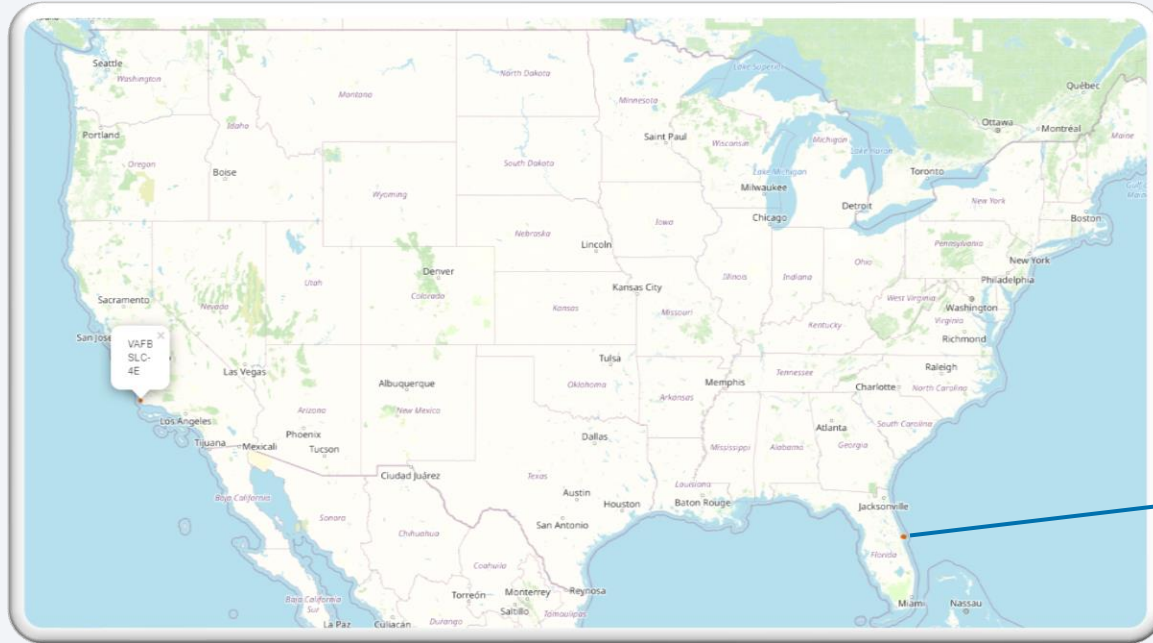 Québec
Seattle
Washington
North Dakota
Lake Superior
Montana
Minnesota
Ottawa
Montréal
Maine
Portland
Idaho
Saint Paul
Wisconsin
Michigan
Lake Huron
Oregon
Boise
South Dakota
Lake Michigan
Toronto
Wyoming
Milwaukee
Detroit
New York
Chicago
Boston
Nebraska
Iowa
Lincoln
Pennsylvania
New York
Denver
Utah
Illinois
Indiana
Ohio
Philadelphia
Sacramento
Nevada
Colorado
Kansas
Kansas City
Missouri
West Virginia
Washington
Virginia
San José
VAFB
SLC-
4E
×
Kentucky
Richmond
Las Vegas
Tulsa
Raleigh
Albuquerque
Oklahoma
Memphis
Tennessee
Charlotte
North Carolina
Arizona
New Mexico
Arkansas
Los Angeles
South Carolina
Phoenix
Atlanta
Tijuana
Mexicali
Tucson
Dallas
Mississippi
Alabama
Georgia
Ciudad Juárez
Texas
Louisiana
Baja California
Austin
Houston
Baton Rouge
Jacksonville
Sonora
San Antonio
Chihuahua
Florida
Coahuila
Baja California
Sur
Torreón
Monterrey
Reynosa
Miami
Nassau
Saltillo
Tamaulipas
La Paz
Culiacán
Durango